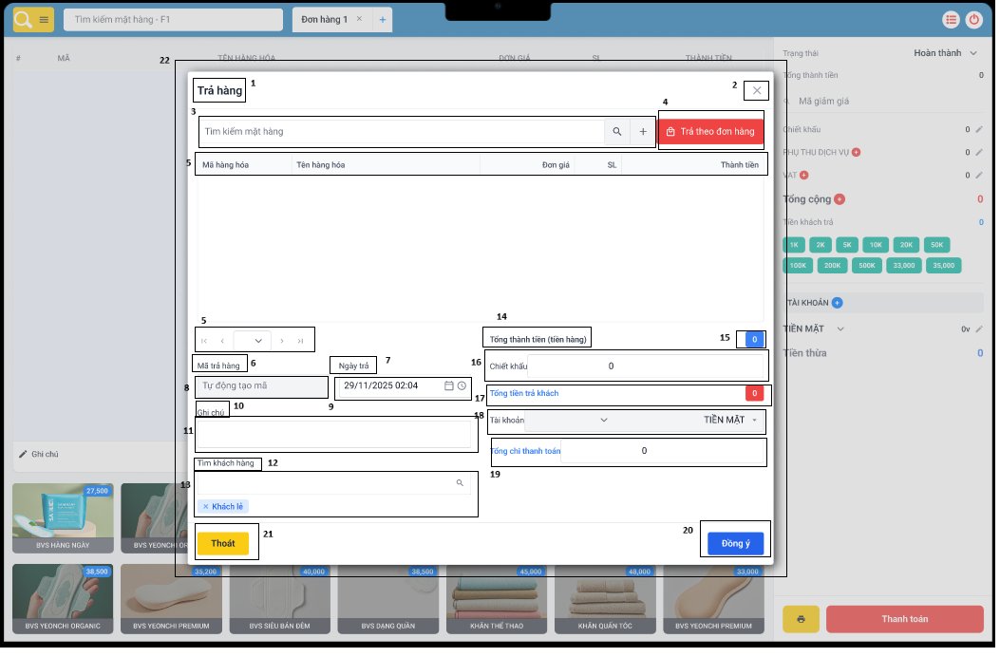 Tìm kiếm mặt hàng - F1
Đơn hàng 1 × +
# MÃ TÊN HÀNG HÓA ĐƠN GIÁ SL THÀNH TIỀN
22
Trạng thái Hoàn thành
Tổng thành tiền 0
Mã giảm giá
Chiết khấu 0
PHỤ THU DỊCH VỤ 0
VAT 0
Tổng cộng 0
Tiền khách trả 0
1K 2K 5K 10K 20K 50K
100K 200K 500K 33,000 35,000
TÀI KHOẢN
TIỀN MẶT 0v
Tiền thừa 0
Trả hàng 1
2 ×
3
4
Tìm kiếm mặt hàng +
Trả theo đơn hàng
5
Mã hàng hóa Tên hàng hóa Đơn giá SL Thành tiền
5
14
Tổng thành tiền (tiền hàng) 15 0
Mã trả hàng 6
Ngày trả 7
16 Chiết khấu 0
8 Tự động tạo mã
9 29/11/2025 02:04
17 Tổng tiền trả khách 0
Ghi chú 10
11
18 Tài khoản TIỀN MẶT
Tổng chi thanh toán 0
19
Tìm khách hàng 12
13
× Khách lẻ
Thoát 21
20 Đồng ý
Ghi chú
27,500
BVS HÀNG NGÀY
BVS YEONCHI OR
38,500
BVS YEONCHI ORGANIC
35,200
BVS YEONCHI PREMIUM
40,000
BVS SIÊU BAN ĐÊM
38,500
BVS DẠNG QUẦN
45,000
KHĂN THỂ THAO
48,000
KHĂN QUẤN TÓC
33,000
BVS YEONCHI PREMIUM
Thanh toán